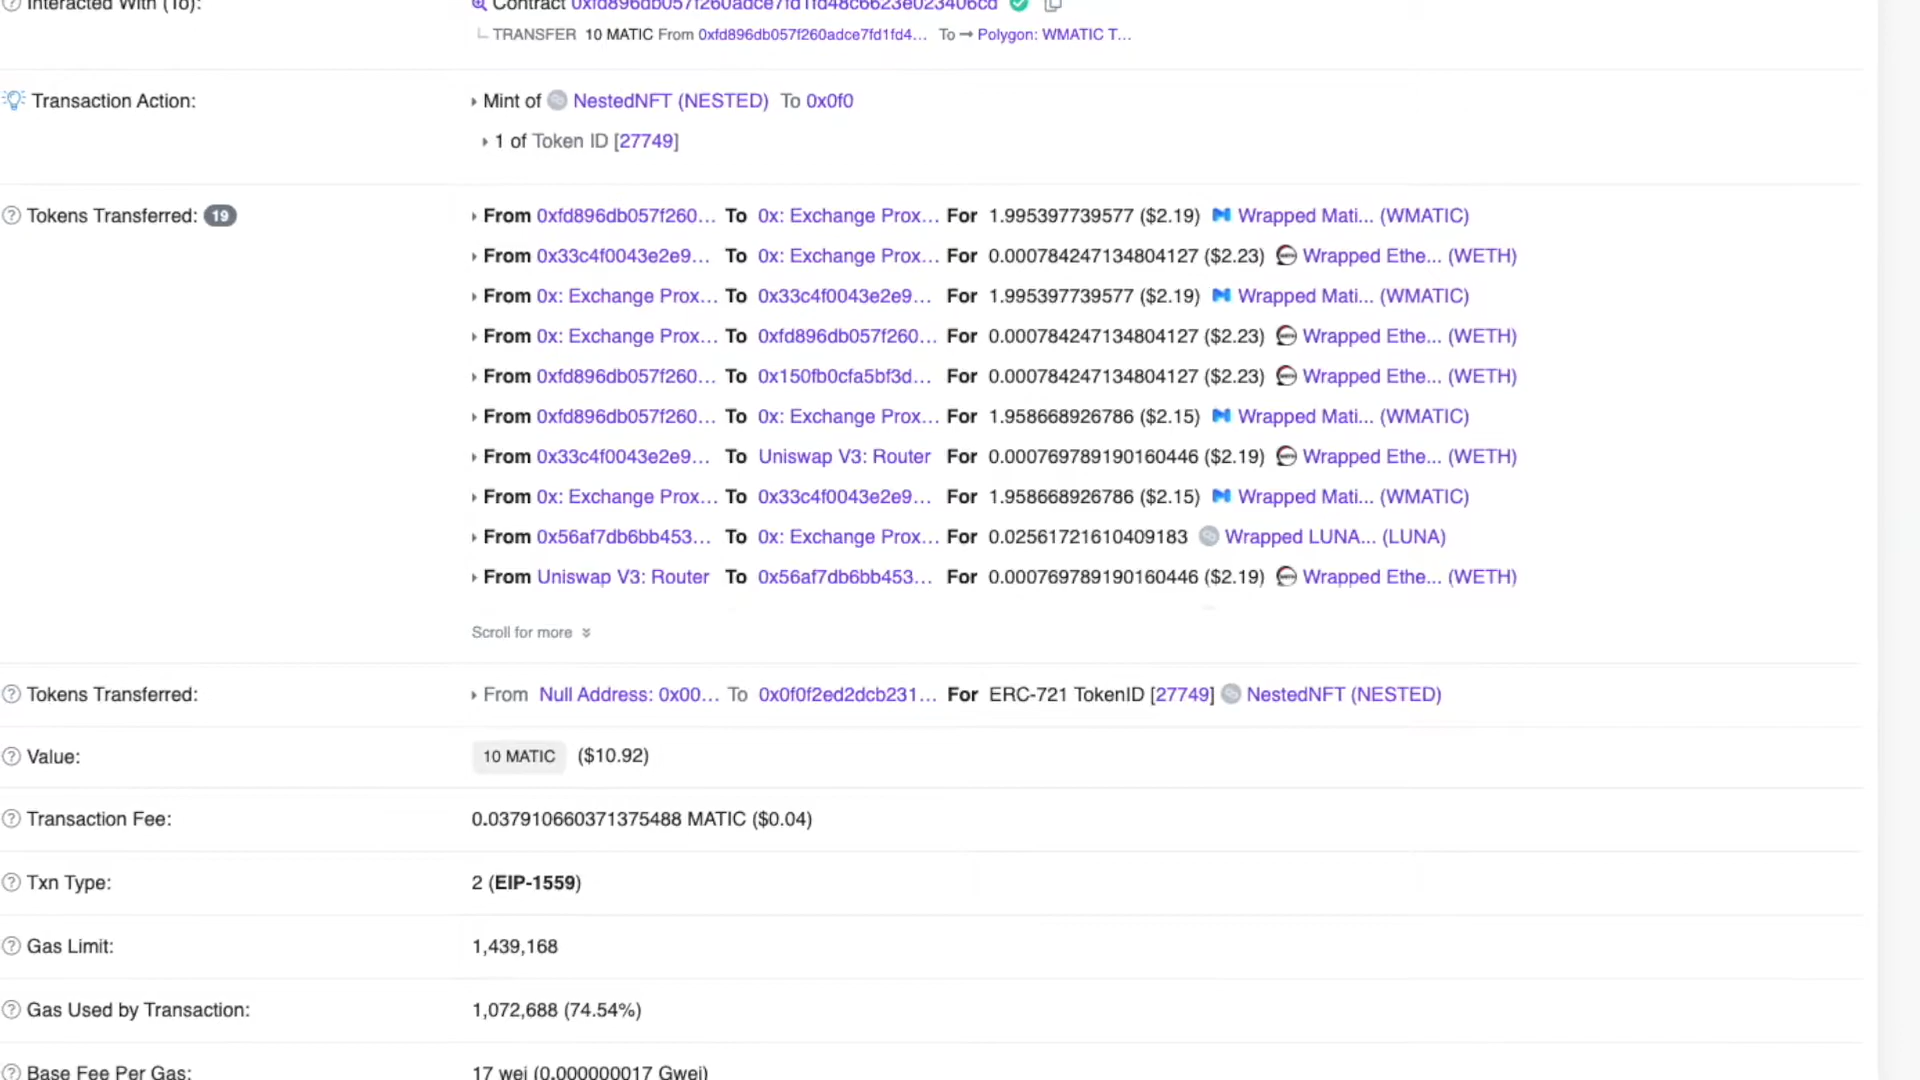 Interacted With (To):
Contract 0xfd896db057f260adce7fd1fd48c6623e023406cd
TRANSFER 10 MATIC From 0xfd896db057f260adce7fd1fd4... To → Polygon: WMATIC T...
Transaction Action:
Mint of NestedNFT (NESTED) To 0x0f0
1 of Token ID [27749]
Tokens Transferred: 19
From 0xfd896db057f260... To 0x: Exchange Prox... For 1.995397739577 ($2.19) Wrapped Mati... (WMATIC)
From 0x33c4f0043e2e9... To 0x: Exchange Prox... For 0.000784247134804127 ($2.23) Wrapped Ethe... (WETH)
From 0x: Exchange Prox... To 0x33c4f0043e2e9... For 1.995397739577 ($2.19) Wrapped Mati... (WMATIC)
From 0x: Exchange Prox... To 0xfd896db057f260... For 0.000784247134804127 ($2.23) Wrapped Ethe... (WETH)
From 0xfd896db057f260... To 0x150fb0cfa5bf3d... For 0.000784247134804127 ($2.23) Wrapped Ethe... (WETH)
From 0xfd896db057f260... To 0x: Exchange Prox... For 1.958668926786 ($2.15) Wrapped Mati... (WMATIC)
From 0x33c4f0043e2e9... To Uniswap V3: Router For 0.000769789190160446 ($2.19) Wrapped Ethe... (WETH)
From 0x: Exchange Prox... To 0x33c4f0043e2e9... For 1.958668926786 ($2.15) Wrapped Mati... (WMATIC)
From 0x56af7db6bb453... To 0x: Exchange Prox... For 0.02561721610409183 Wrapped LUNA... (LUNA)
From Uniswap V3: Router To 0x56af7db6bb453... For 0.000769789190160446 ($2.19) Wrapped Ethe... (WETH)
Scroll for more
Tokens Transferred:
From Null Address: 0x00... To 0x0f0f2ed2dcb231... For ERC-721 TokenID [27749] NestedNFT (NESTED)
Value:
10 MATIC ($10.92)
Transaction Fee:
0.037910660371375488 MATIC ($0.04)
Txn Type:
2 (EIP-1559)
Gas Limit:
1,439,168
Gas Used by Transaction:
1,072,688 (74.54%)
Base Fee Per Gas:
17 wei (0.000000017 Gwei)